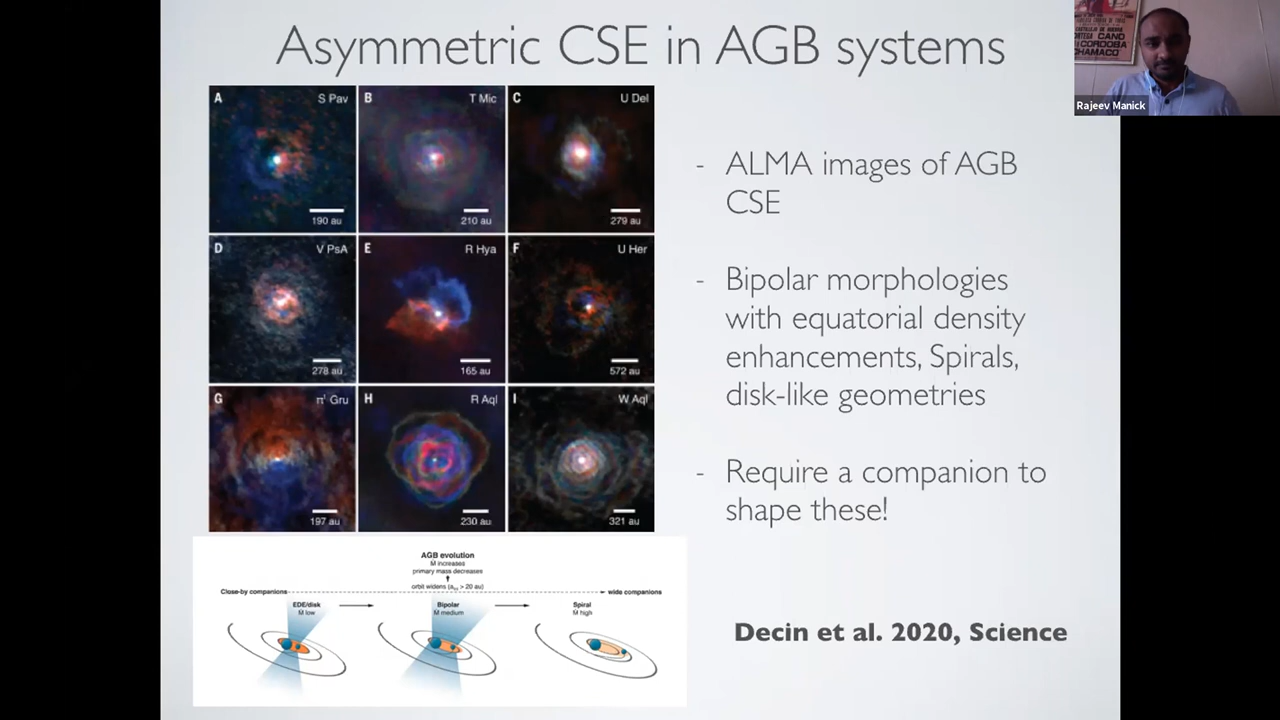 Asymmetric CSE in AGB systems
Rajeev Manick
A S Pav
B T Mic
C U Del
190 au
210 au
279 au
D V PsA
E R Hya
F U Her
278 au
165 au
572 au
G π¹ Gru
H R Aql
I W Aql
197 au
230 au
321 au
- ALMA images of AGB
CSE
- Bipolar morphologies
with equatorial density
enhancements, Spirals,
disk-like geometries
- Require a companion to
shape these!
AGB evolution
Ṁ increases
primary mass decreases
orbit widens
> 20 au)
Close-by companions
wide companions
EDE/disk
Ṁ low
Bipolar
Ṁ medium
Spiral
Ṁ high
Decin et al. 2020, Science
CORDOBA
CHAMACO